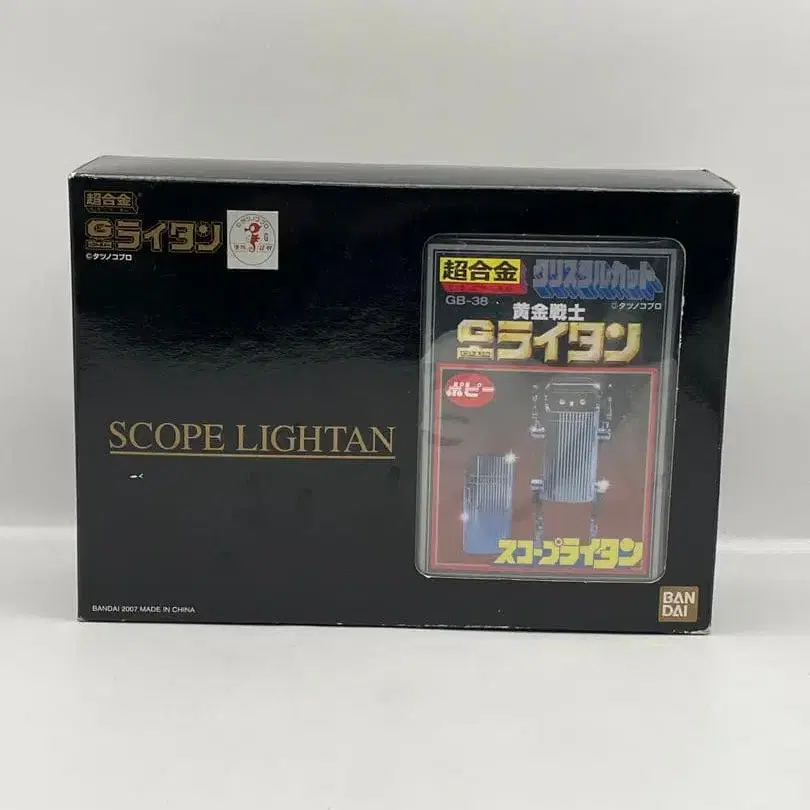 超合金
Gライタン
©タツノコプロ
SCOPE LIGHTAN
BANDAI 2007 MADE IN CHINA
超合金 クリスタルカット
GB-38
©タツノコプロ
黄金戦士
Gライタン
ポピー
スコープライタン
BAN
DAI